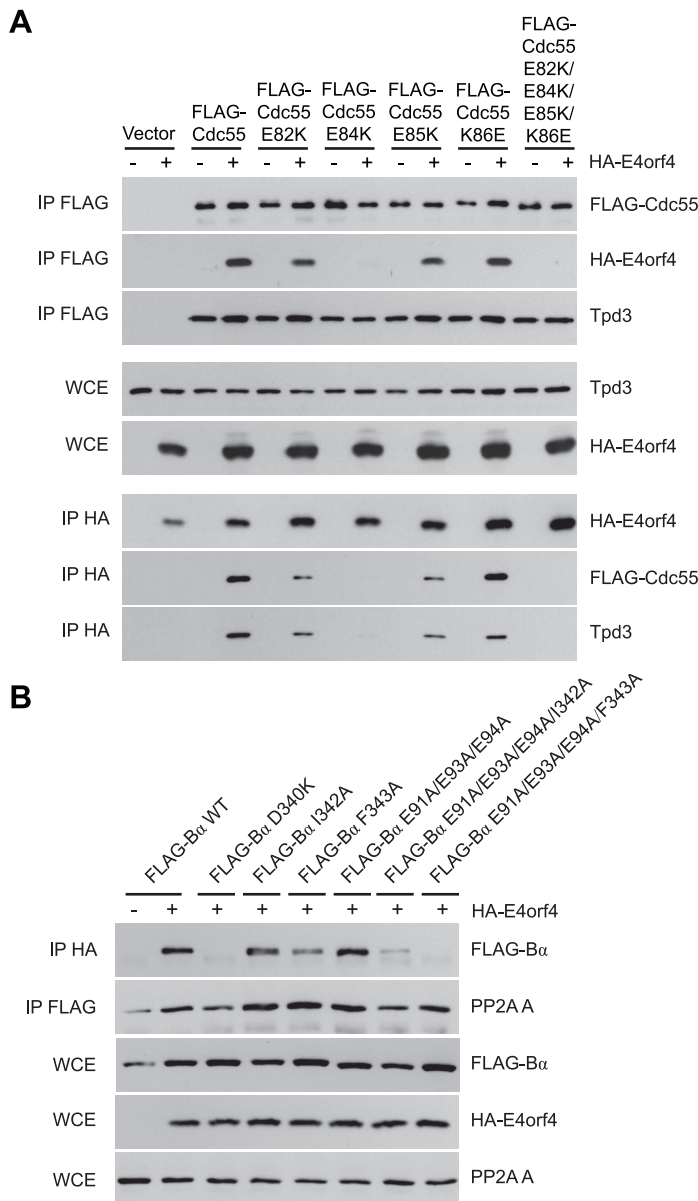 A
Vector
FLAG-
Cdc55
FLAG-
Cdc55
E82K
FLAG-
Cdc55
E84K
FLAG-
Cdc55
E85K
FLAG-
Cdc55
K86E
FLAG-
Cdc55
E82K/
E84K/
E85K/
K86E
- + - + - + - + - + - + - + HA-E4orf4
IP FLAG FLAG-Cdc55
IP FLAG HA-E4orf4
IP FLAG Tpd3
WCE Tpd3
WCE HA-E4orf4
IP HA HA-E4orf4
IP HA FLAG-Cdc55
IP HA Tpd3
B
FLAG-Bα WT
FLAG-Bα D340K
FLAG-Bα I342A
FLAG-Bα F343A
FLAG-Bα E91A/E93A/E94A
FLAG-Bα E91A/E93A/E94A/I342A
FLAG-Bα E91A/E93A/E94A/F343A
- + + + + + + + HA-E4orf4
IP HA FLAG-Bα
IP FLAG PP2A A
WCE FLAG-Bα
WCE HA-E4orf4
WCE PP2A A